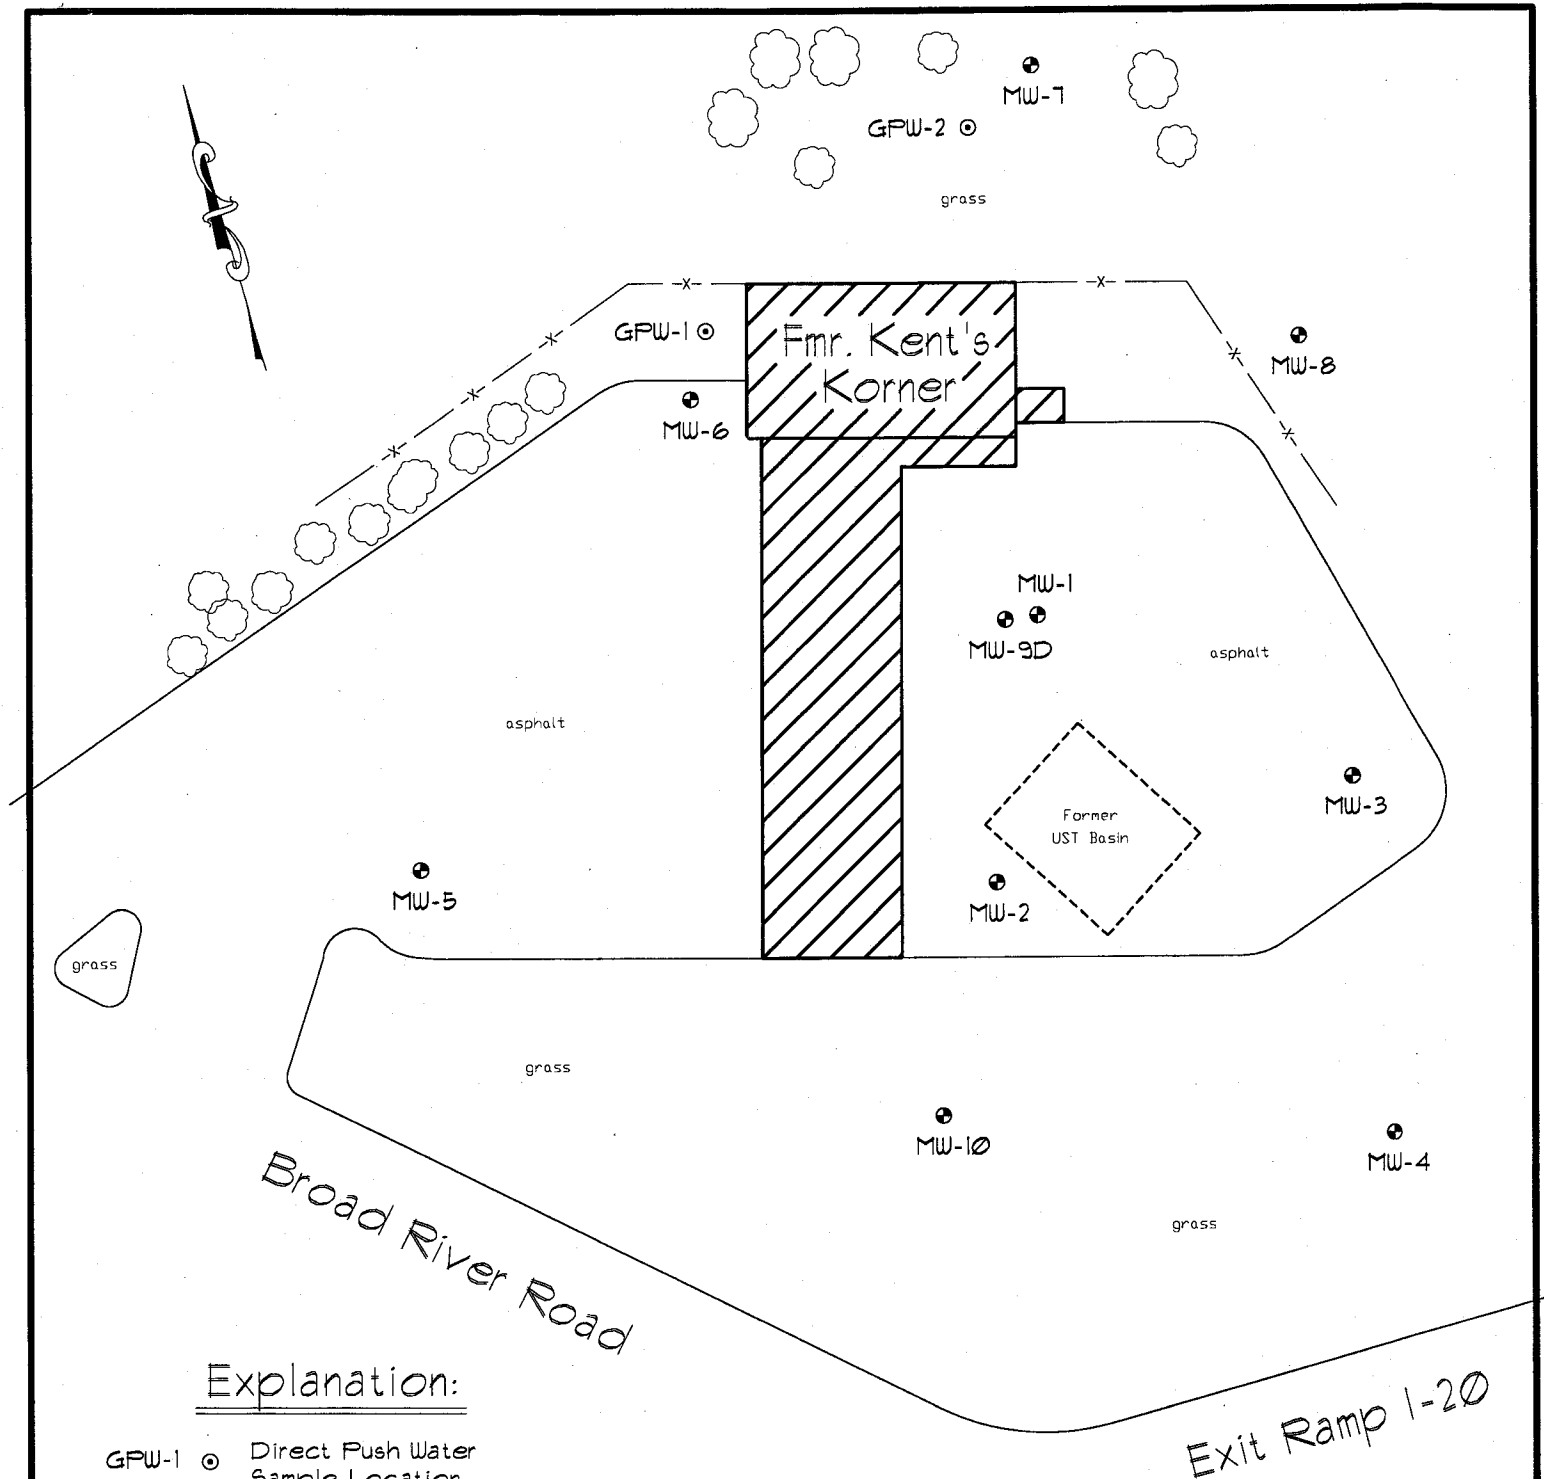 MW-7
GPW-2
grass
GPW-1
Fmr. Kent's
Korner
MW-8
MW-6
MW-1
MW-9D
asphalt
asphalt
MW-3
Former
UST Basin
MW-5
MW-2
grass
grass
MW-10
MW-4
grass
Broad River Road
Exit Ramp I-20
Explanation:
GPW-1 Direct Push Water
Sample Location